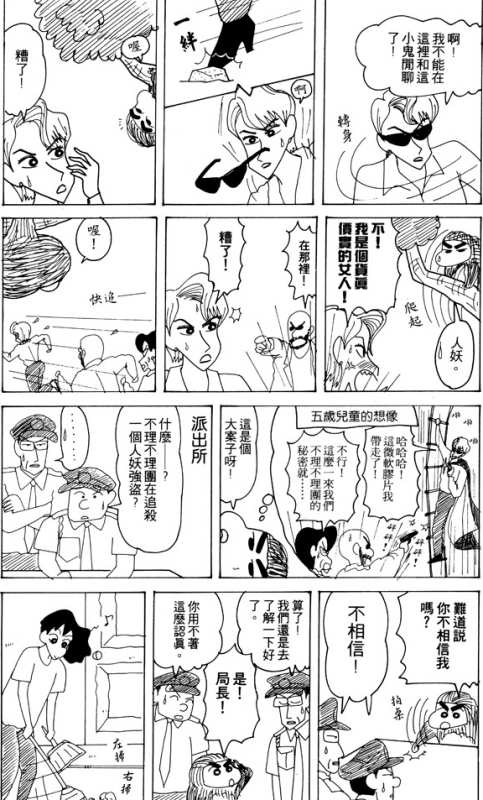 啊！
我不能在
這裡和這
小鬼閒聊
了！
轉身
一絆
啊
喔
糟了！
人妖。
爬起
不！
我是個貨真
價實的女人！
在那裡！
糟了！
喔！
快追
五歲兒童的想像
哈哈哈！
這微軟膠片我
帶走了！
不行！
這麼一來我們
不理不理團的
秘密就……
這是個
大案子呀！
派出所
什麼——？
不理不理團在追殺
一個人妖強盜？
……
難道說
你不相信我
嗎？
拍桌
不相信！
算了！
我們還是去
了解一下好
了。
是！
局長！
你用不著
這麼認真。
左掃
右掃